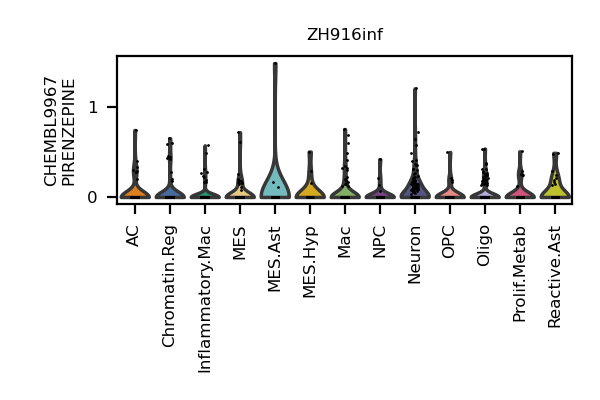 ZH916inf
CHEMBL9967
PIRENZEPINE
1
0
AC
Chromatin.Reg
Inflammatory.Mac
MES
MES.Ast
MES.Hyp
Mac
NPC
Neuron
OPC
Oligo
Prolif.Metab
Reactive.Ast